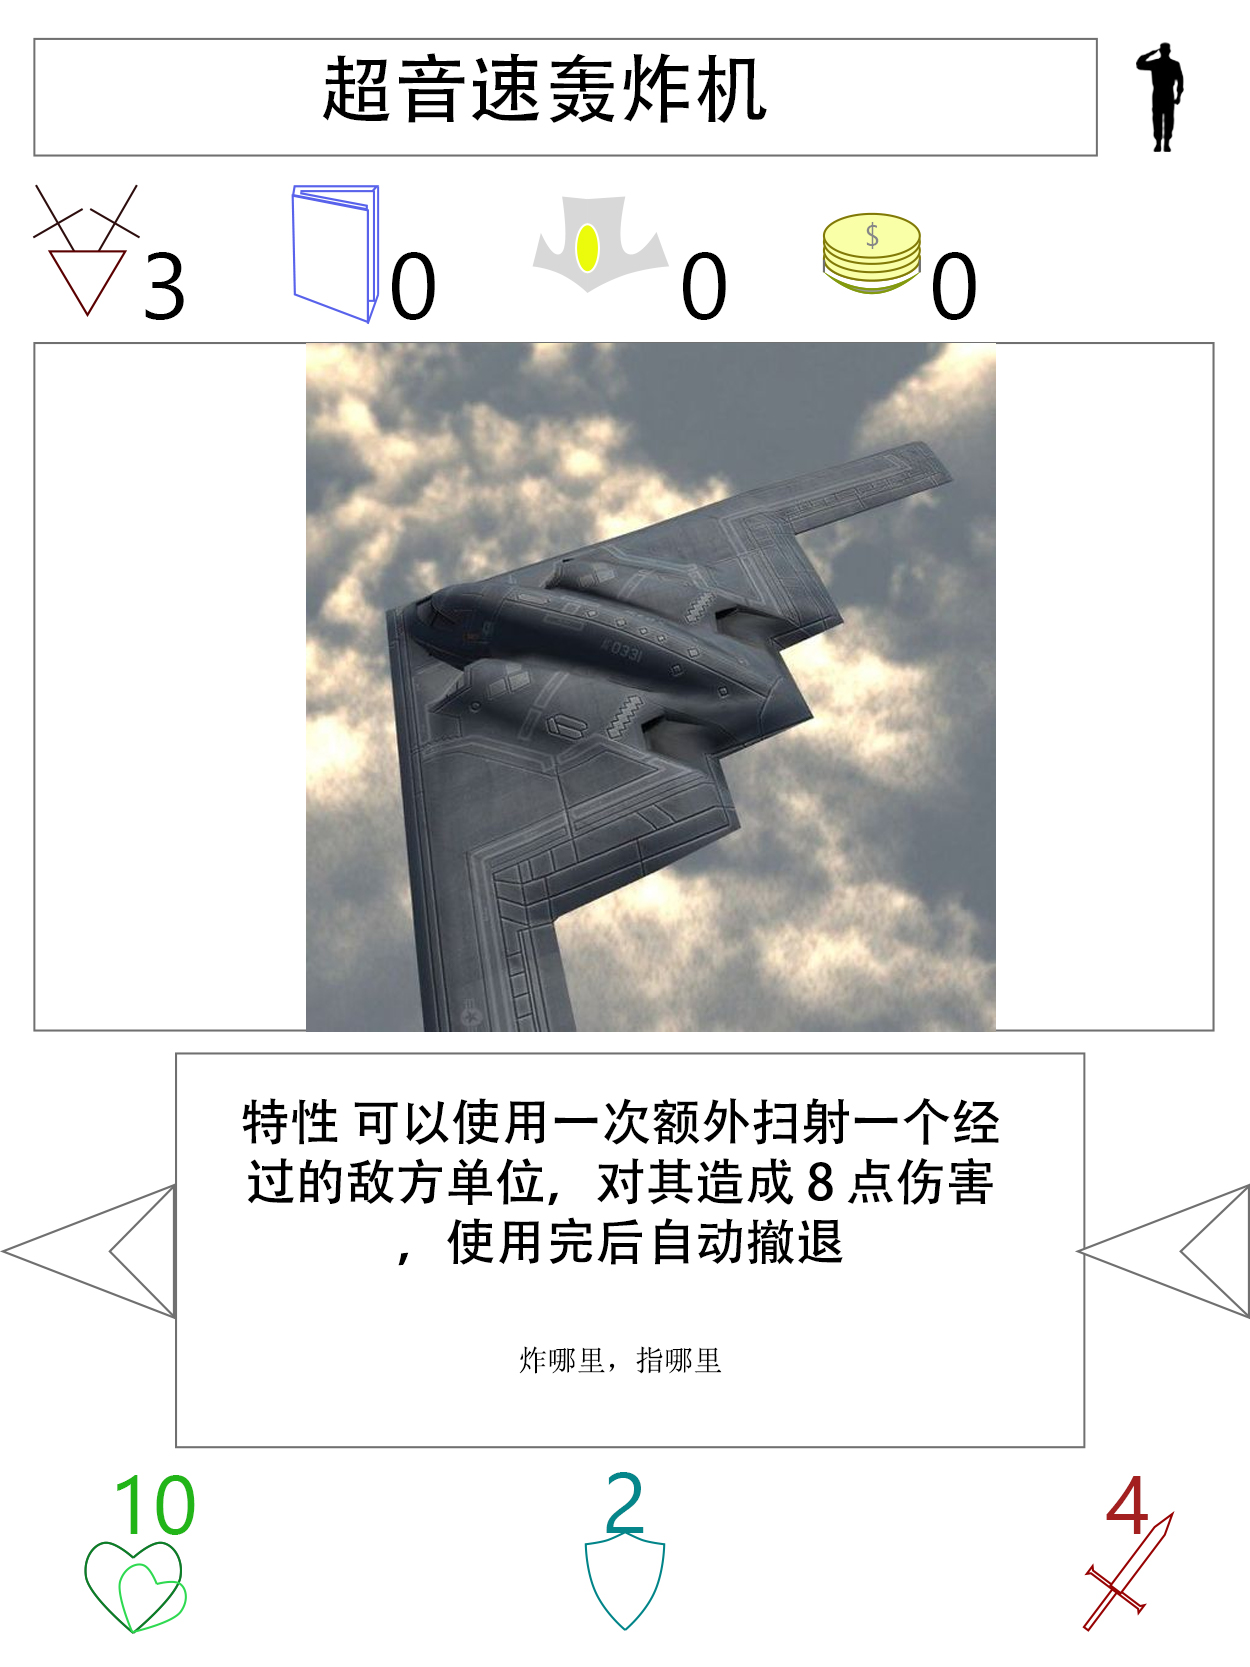 超音速轰炸机
3
0
0
$
0
0331
特性 可以使用一次额外扫射一个经
过的敌方单位，对其造成 8 点伤害
，使用完后自动撤退
炸哪里，指哪里
10
2
4